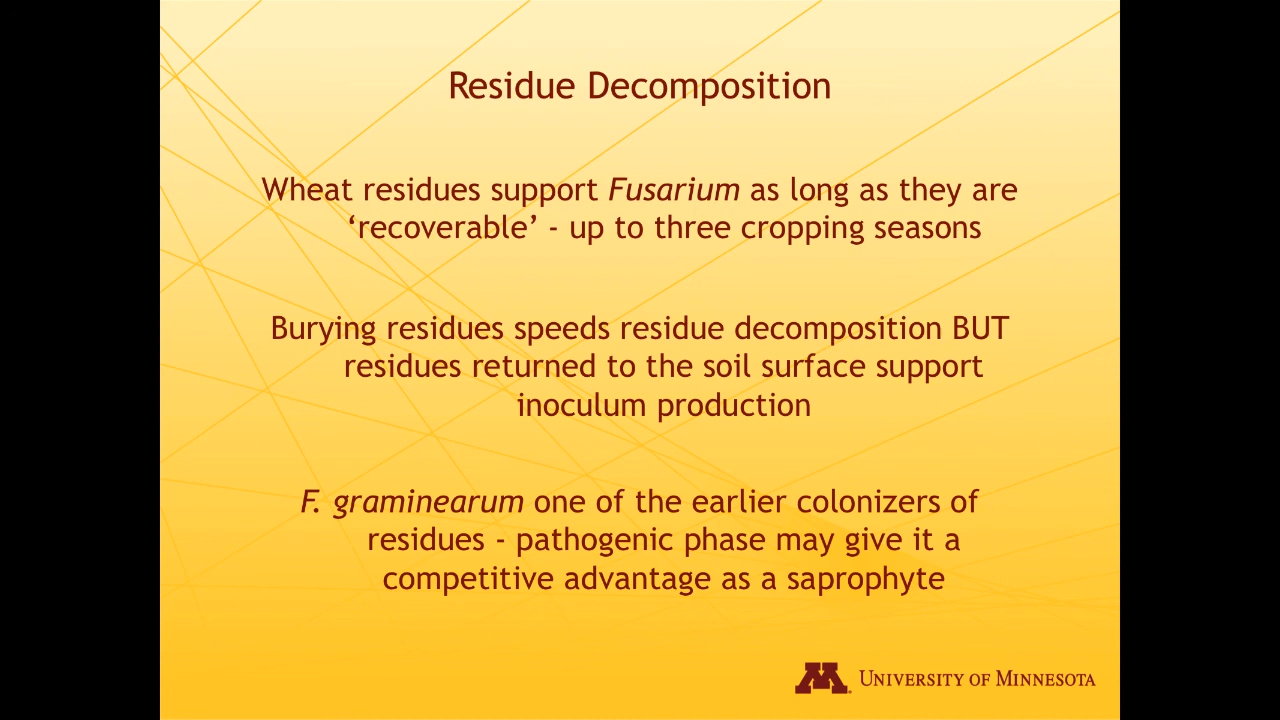 Residue Decomposition
Wheat residues support Fusarium as long as they are
‘recoverable’ - up to three cropping seasons
Burying residues speeds residue decomposition BUT
residues returned to the soil surface support
inoculum production
F. graminearum one of the earlier colonizers of
residues - pathogenic phase may give it a
competitive advantage as a saprophyte
M University of Minnesota